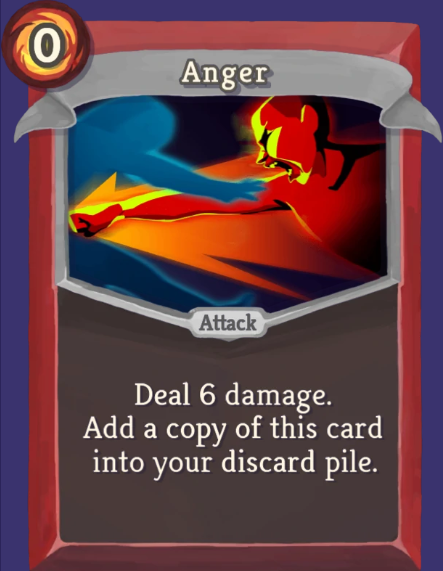 0
Anger
Attack
Deal 6 damage.
Add a copy of this card
into your discard pile.